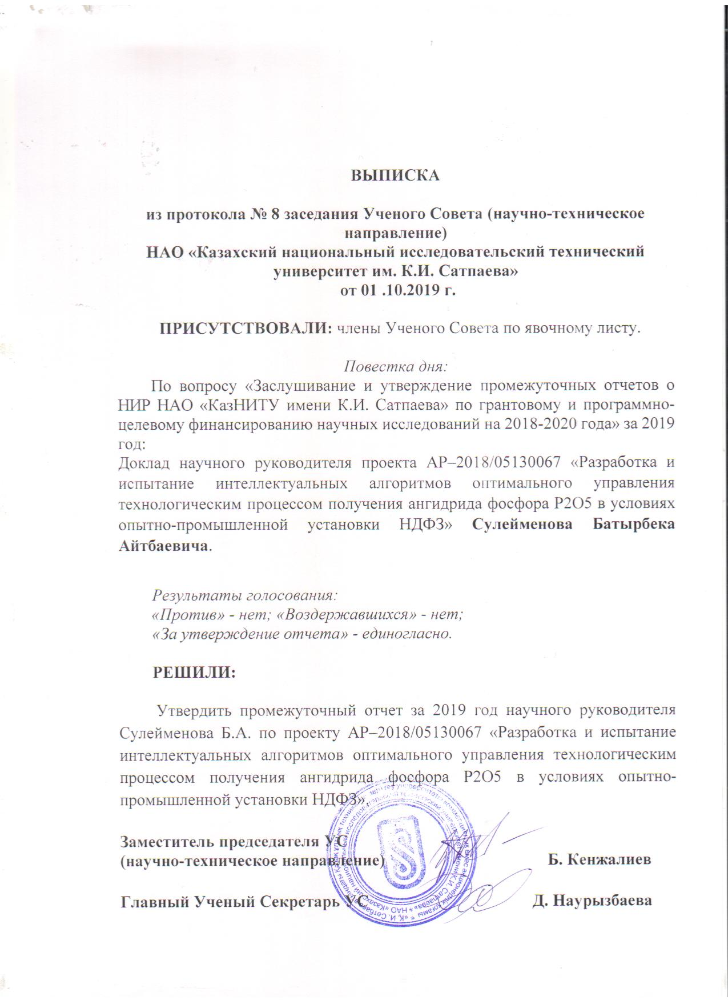 ВЫПИСКА
из протокола № 8 заседания Ученого Совета (научно-техническое
направление)
НАО «Казахский национальный исследовательский технический
университет им. К.И. Сатпаева»
от 01 .10.2019 г.
ПРИСУТСТВОВАЛИ: члены Ученого Совета по явочному листу.
Повестка дня:
По вопросу «Заслушивание и утверждение промежуточных отчетов о
НИР НАО «КазНИТУ имени К.И. Сатпаева» по грантовому и программно-
целевому финансированию научных исследований на 2018-2020 года» за 2019
год:
Доклад научного руководителя проекта АР–2018/05130067 «Разработка и
испытание интеллектуальных алгоритмов оптимального управления
технологическим процессом получения ангидрида фосфора Р2О5 в условиях
опытно-промышленной установки НДФЗ» Сулейменова Батырбека
Айтбаевича.
Результаты голосования:
«Против» - нет; «Воздержавшихся» - нет;
«За утверждение отчета» - единогласно.
РЕШИЛИ:
Утвердить промежуточный отчет за 2019 год научного руководителя
Сулейменова Б.А. по проекту АР–2018/05130067 «Разработка и испытание
интеллектуальных алгоритмов оптимального управления технологическим
процессом получения ангидрида фосфора Р2О5 в условиях опытно-
промышленной установки НДФЗ».
Заместитель председателя УС
(научно-техническое направление) Б. Кенжалиев
Главный Ученый Секретарь УС Д. Наурызбаева